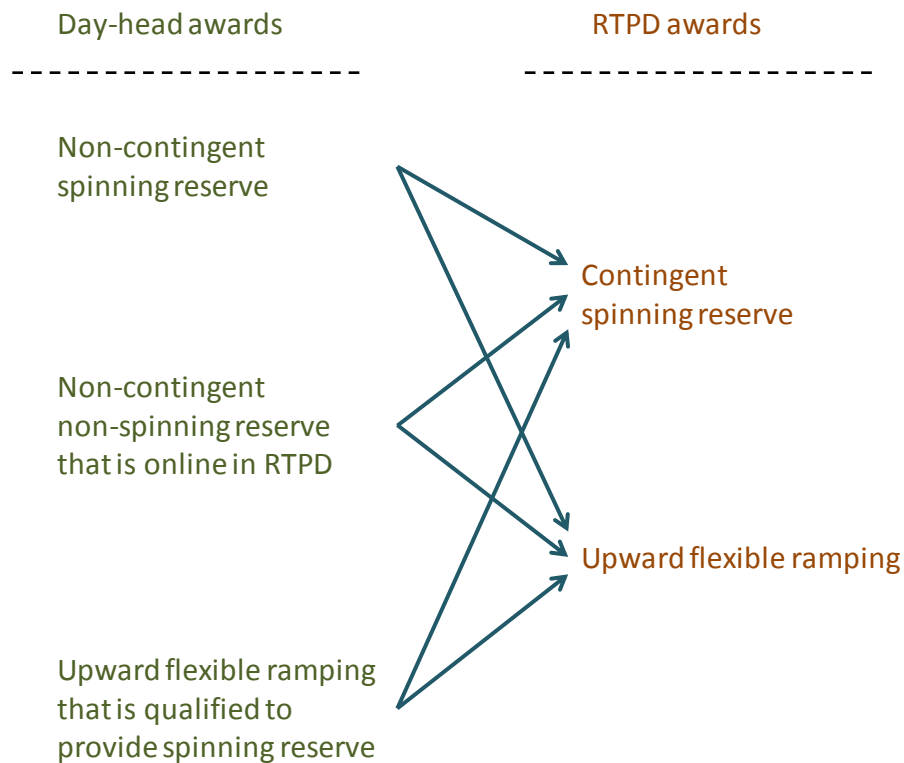 Day-head awards
RTPD awards
Non-contingent
spinning reserve
Contingent
spinning reserve
Non-contingent
non-spinning reserve
that is online in RTPD
Upward flexible ramping
Upward flexible ramping
that is qualified to
provide spinning reserve